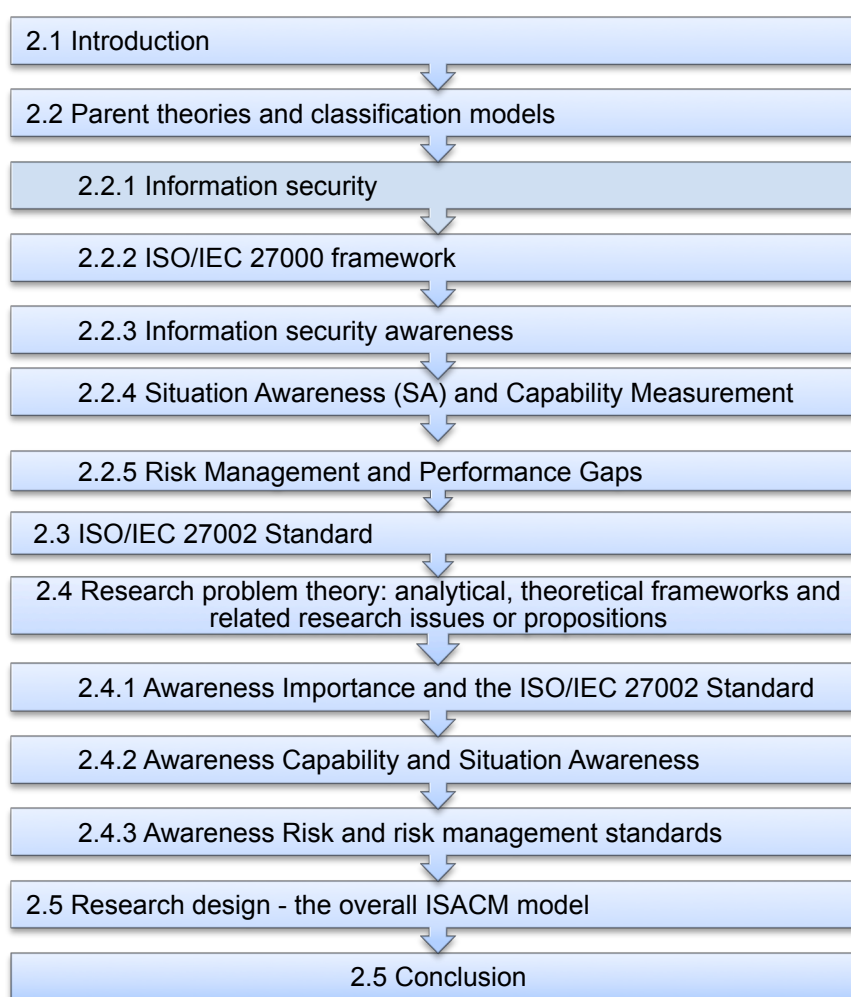 2.1 Introduction
2.2 Parent theories and classification models
2.2.1 Information security
2.2.2 ISO/IEC 27000 framework
2.2.3 Information security awareness
2.2.4 Situation Awareness (SA) and Capability Measurement
2.2.5 Risk Management and Performance Gaps
2.3 ISO/IEC 27002 Standard
2.4 Research problem theory: analytical, theoretical frameworks and
related research issues or propositions
2.4.1 Awareness Importance and the ISO/IEC 27002 Standard
2.4.2 Awareness Capability and Situation Awareness
2.4.3 Awareness Risk and risk management standards
2.5 Research design - the overall ISACM model
2.5 Conclusion